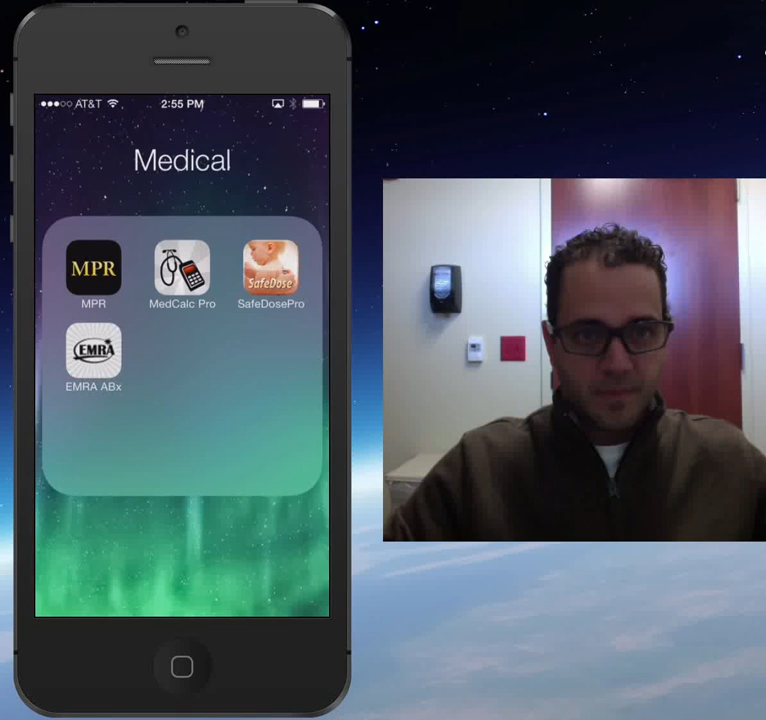 AT&T 2:55 PM
Medical
MPR
SafeDose
MPR MedCalc Pro SafeDosePro
EMRA
EMRA ABx